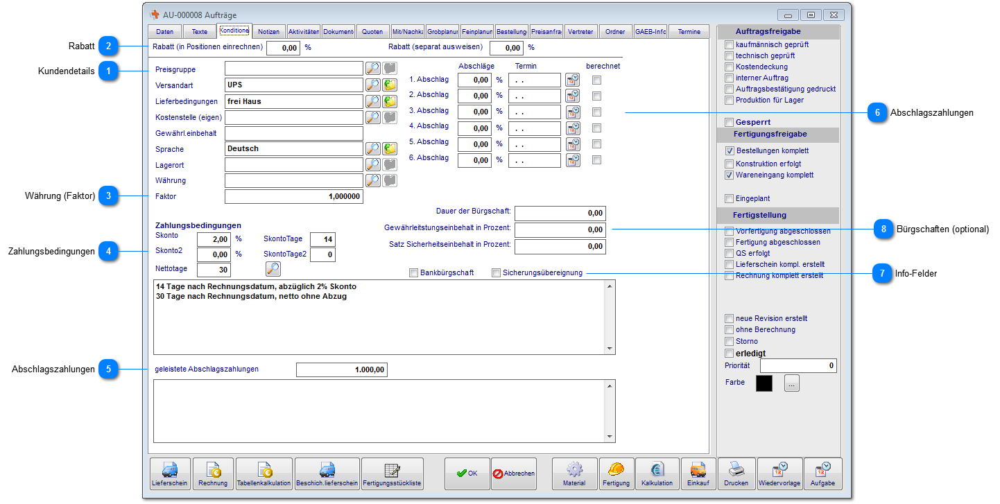 AU-000008 Aufträge
Daten Texte Konditione Notizen Aktivitäten Dokument Quoten Mit/Nachka Grobplanun Feinplanun Bestellung Preisanfra Vertreter Ordner GAEB-Info Termine
Rabatt 2
Rabatt (in Positionen einrechnen) 0,00 % Rabatt (separat ausweisen) 0,00 %
Kundendetails 1
Abschläge Termin berechnet
Preisgruppe
Versandart UPS
Lieferbedingungen frei Haus
Kostenstelle (eigen)
Gewährl.einbehalt
Sprache Deutsch
Lagerort
Währung
Währung (Faktor) 3
Faktor 1,000000
1. Abschlag 0,00 % . .
2. Abschlag 0,00 % . .
3. Abschlag 0,00 % . .
4. Abschlag 0,00 % . .
5. Abschlag 0,00 % . .
6. Abschlag 0,00 % . .
6 Abschlagszahlungen
Dauer der Bürgschaft: 0,00
Gewährleitstungseinbehalt in Prozent: 0,00
Satz Sicherheitseinbehalt in Prozent: 0,00
8 Bürgschaften (optional)
Zahlungsbedingungen 4
Zahlungsbedingungen
Skonto 2,00 % SkontoTage 14
Skonto2 0,00 % SkontoTage2 0
Nettotage 30
Bankbürgschaft Sicherungsübereignung
7 Info-Felder
14 Tage nach Rechnungsdatum, abzüglich 2% Skonto
30 Tage nach Rechnungsdatum, netto ohne Abzug
Abschlagszahlungen 5
geleistete Abschlagszahlungen 1.000,00
Auftragsfreigabe
kaufmännisch geprüft
technisch geprüft
Kostendeckung
interner Auftrag
Auftragsbestätigung gedruckt
Produktion für Lager
Gesperrt
Fertigungsfreigabe
Bestellungen komplett
Konstruktion erfolgt
Wareneingang komplett
Eingeplant
Fertigstellung
Vorfertigung abgeschlossen
Fertigung abgeschlossen
QS erfolgt
Lieferschein kompl. erstellt
Rechnung komplett erstellt
neue Revision erstellt
ohne Berechnung
Storno
erledigt
Priorität 0
Farbe ...
Lieferschein Rechnung Tabellenkalkulation Beschich.lieferschein Fertigungsstückliste OK Abbrechen Material Fertigung Kalkulation Einkauf Drucken Wiedervorlage Aufgabe